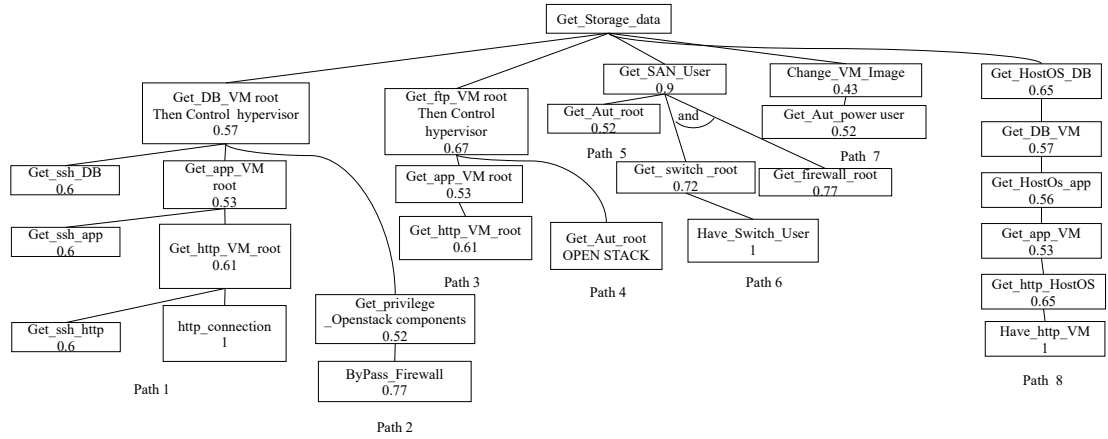 Get_Storage_data
Get_DB_VM root
Then Control hypervisor
0.57
Get_ssh_DB
0.6
Get_app_VM
root
0.53
Get_ssh_app
0.6
Get_http_VM_root
0.61
Get_ssh_http
0.6
http_connection
1
Path 1
Get_privilege
_Openstack components
0.52
ByPass_Firewall
0.77
Path 2
Get_ftp_VM root
Then Control
hypervisor
0.67
Get_app_VM root
0.53
Get_http_VM_root
0.61
Path 3
Get_Aut_root
OPEN STACK
Path 4
Get_SAN_User
0.9
Get_Aut_root
0.52
Path 5
and
Get_ switch _root
0.72
Have_Switch_User
1
Path 6
Get_firewall_root
0.77
Change_VM_Image
0.43
Get_Aut_power user
0.52
Path 7
Get_HostOS_DB
0.65
Get_DB_VM
0.57
Get_HostOs_app
0.56
Get_app_VM
0.53
Get_http_HostOS
0.65
Have_http_VM
1
Path 8